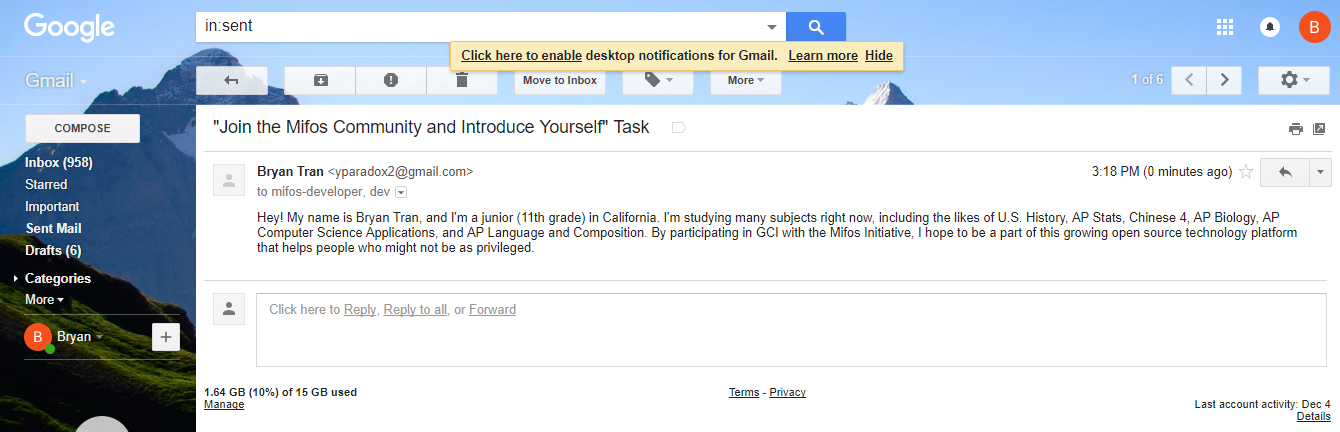 Google
in:sent
B
Click here to enable desktop notifications for Gmail. Learn more Hide
Gmail
Move to Inbox
More
1 of 6
COMPOSE
"Join the Mifos Community and Introduce Yourself" Task
Inbox (958)
Starred
Important
Sent Mail
Drafts (6)
Categories
More
B Bryan
Bryan Tran <yparadox2@gmail.com>
3:18 PM (0 minutes ago)
to mifos-developer, dev
Hey! My name is Bryan Tran, and I'm a junior (11th grade) in California. I'm studying many subjects right now, including the likes of U.S. History, AP Stats, Chinese 4, AP Biology, AP
Computer Science Applications, and AP Language and Composition. By participating in GCI with the Mifos Initiative, I hope to be a part of this growing open source technology platform
that helps people who might not be as privileged.
Click here to Reply, Reply to all, or Forward
1.64 GB (10%) of 15 GB used
Manage
Terms - Privacy
Last account activity: Dec 4
Details